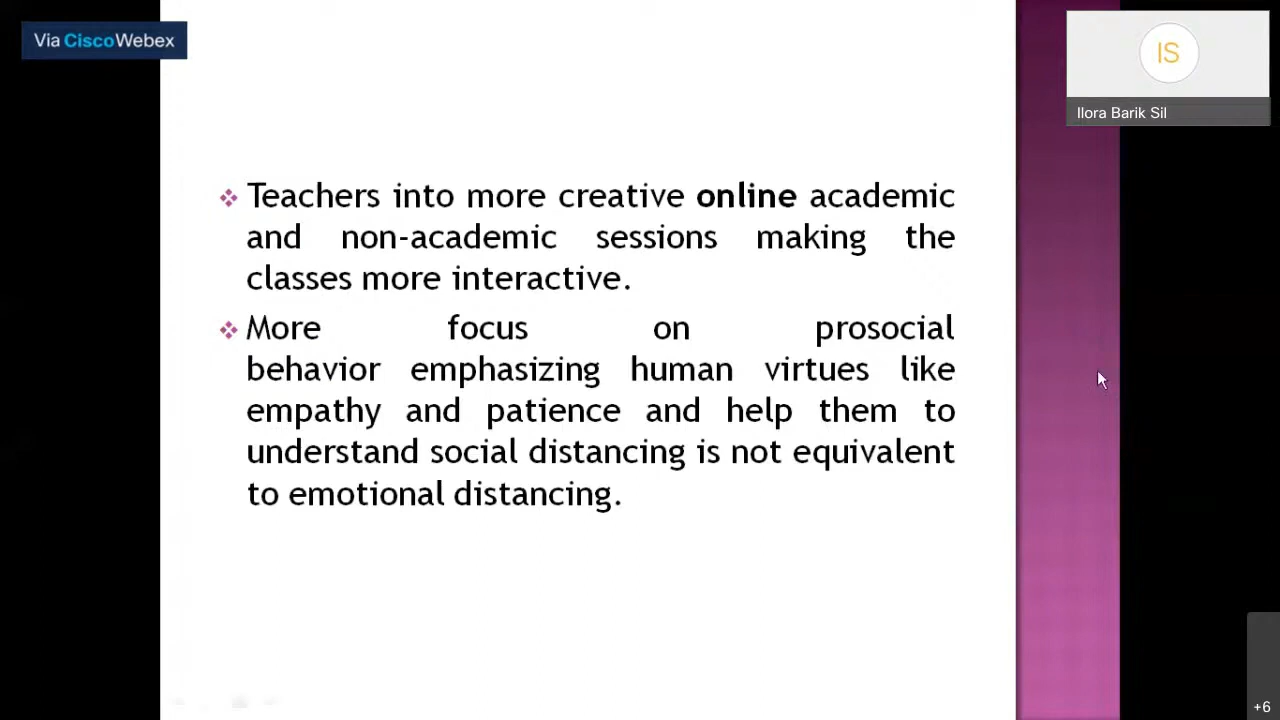 Via CiscoWebex
IS
Ilora Barik Sil
Teachers into more creative online academic
and non-academic sessions making the
classes more interactive.
More focus on prosocial
behavior emphasizing human virtues like
empathy and patience and help them to
understand social distancing is not equivalent
to emotional distancing.
+6